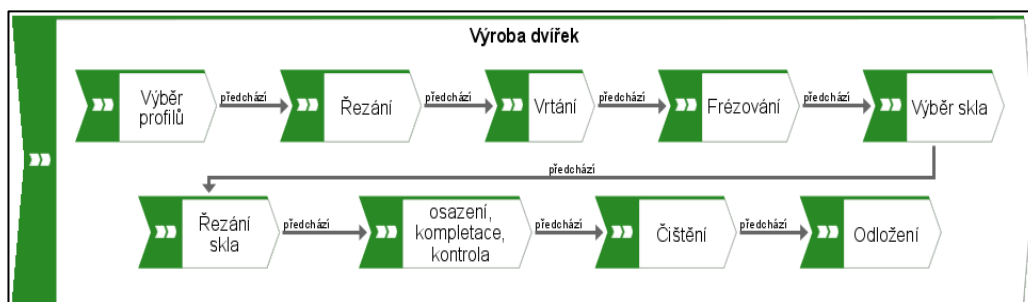 Výroba dvířek
Výběr
profilů
předchází
Řezání
předchází
Vrtání
předchází
Frézování
předchází
Výběr skla
předchází
Řezání
skla
předchází
osazení,
kompletace,
kontrola
předchází
Čištění
předchází
Odložení